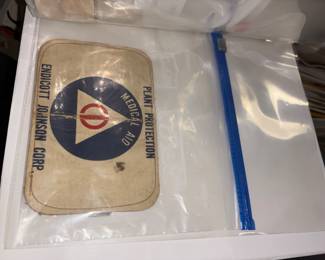 PLANT PROTECTION
MEDICAL AID
ENDICOTT JOHNSON CORP.